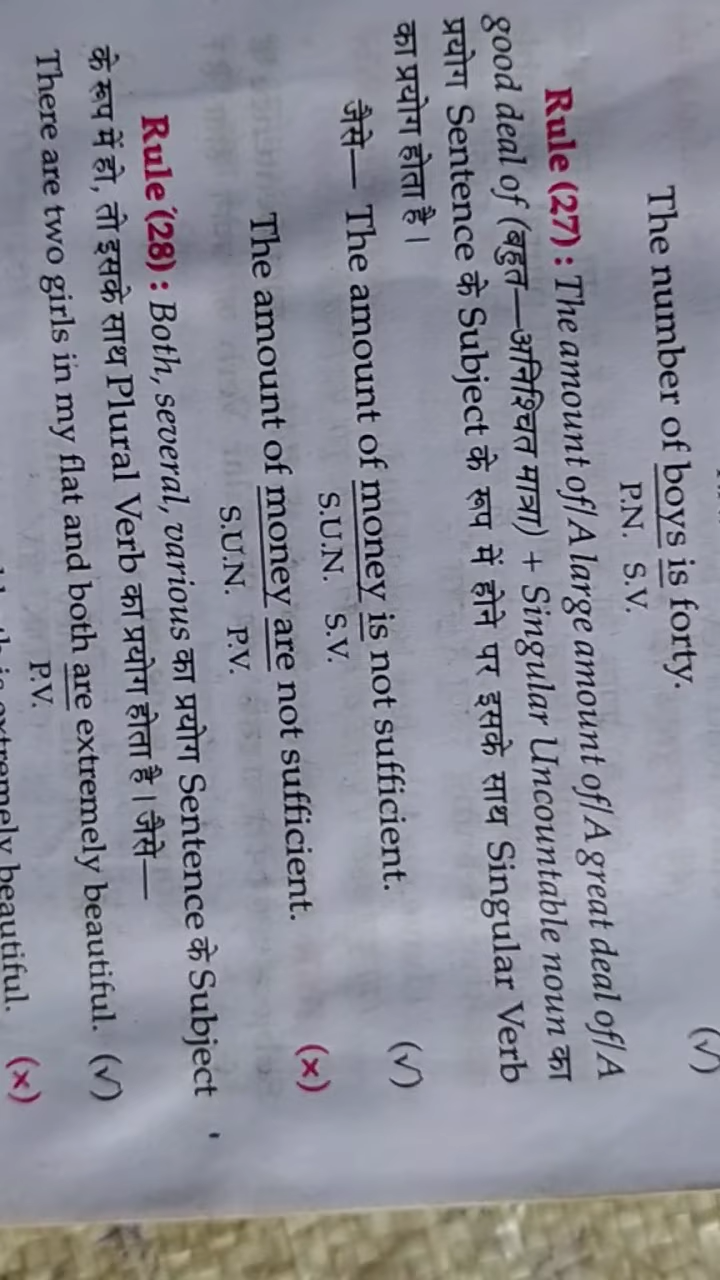 (√)
The number of boys is forty.
P.N. S.V.
Rule (27) : The amount of/A large amount of/A great deal of/A
good deal of (बहुत—अनिश्चित मात्रा) + Singular Uncountable noun का
प्रयोग Sentence के Subject के रूप में होने पर इसके साथ Singular Verb
का प्रयोग होता है।
जैसे— The amount of money is not sufficient. (√)
S.U.N. S.V.
The amount of money are not sufficient. (×)
S.U.N. P.V.
Rule (28) : Both, several, various का प्रयोग Sentence के Subject
के रूप में हो, तो इसके साथ Plural Verb का प्रयोग होता है। जैसे—
There are two girls in my flat and both are extremely beautiful. (√)
P.V.
extremely beautiful. (×)